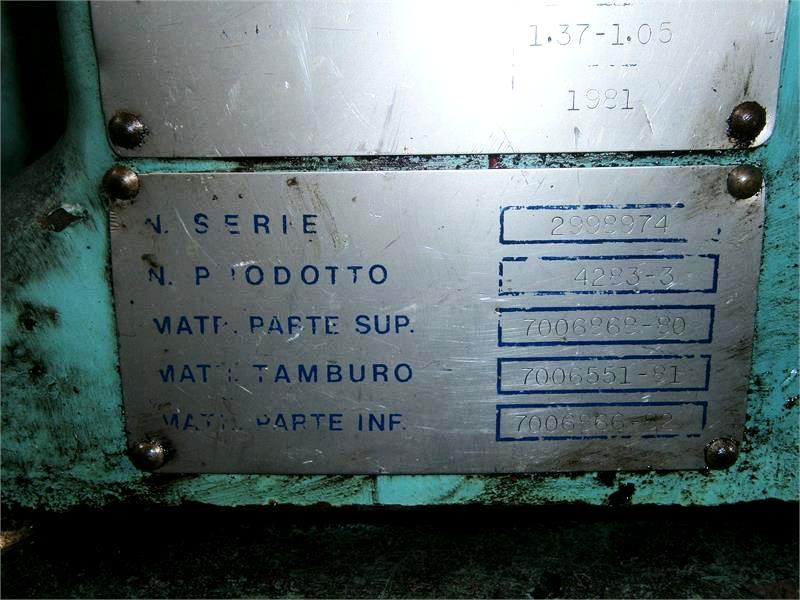 1.37-1.05
1981
N. SERIE 2998974
N. PRODOTTO 4283-3
MATR. PARTE SUP. 7006868-80
MATR. TAMBURO 7006551-81
MATR. PARTE INF.